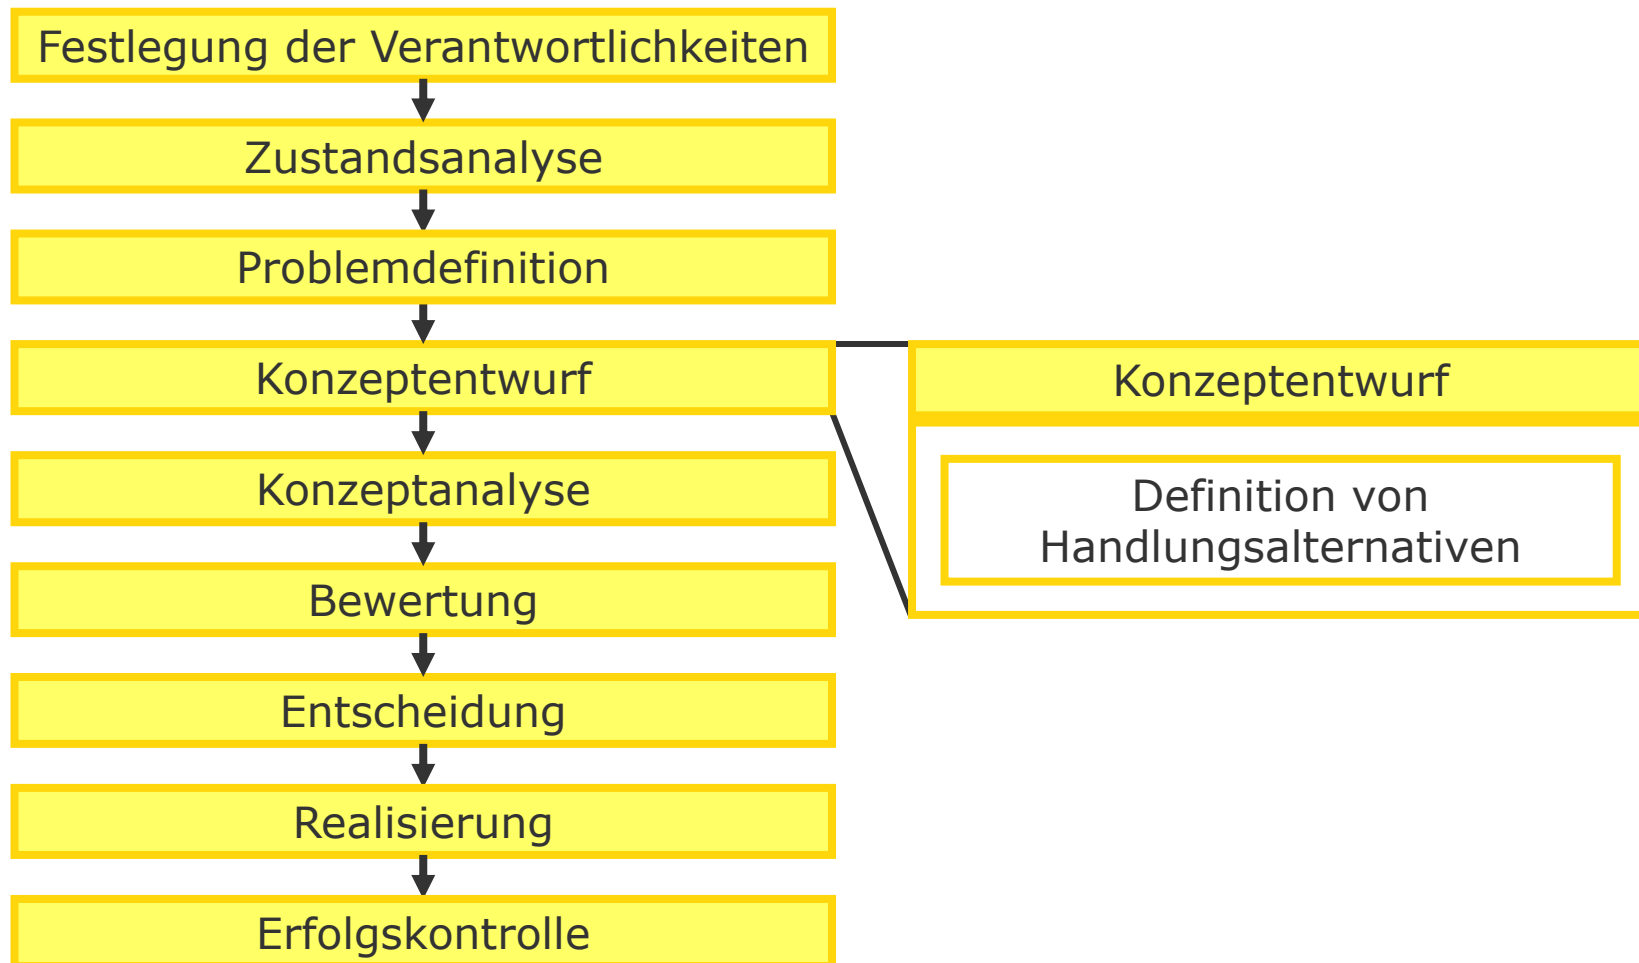 Festlegung der Verantwortlichkeiten
Zustandsanalyse
Problemdefinition
Konzeptentwurf
Konzeptanalyse
Bewertung
Entscheidung
Realisierung
Erfolgskontrolle
Konzeptentwurf
Definition von
Handlungsalternativen